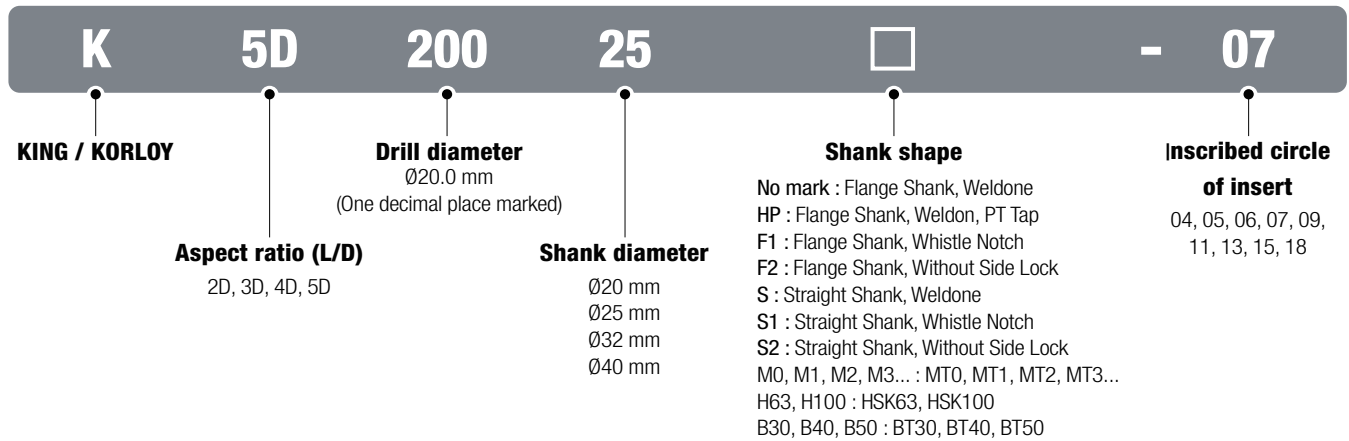 K 5D 200 25 □ - 07
KING / KORLOY
Drill diameter
Ø20.0 mm
(One decimal place marked)
Aspect ratio (L/D)
2D, 3D, 4D, 5D
Shank diameter
Ø20 mm
Ø25 mm
Ø32 mm
Ø40 mm
Shank shape
No mark : Flange Shank, Weldone
HP : Flange Shank, Weldon, PT Tap
F1 : Flange Shank, Whistle Notch
F2 : Flange Shank, Without Side Lock
S : Straight Shank, Weldone
S1 : Straight Shank, Whistle Notch
S2 : Straight Shank, Without Side Lock
M0, M1, M2, M3... : MT0, MT1, MT2, MT3...
H63, H100 : HSK63, HSK100
B30, B40, B50 : BT30, BT40, BT50
Inscribed circle
of insert
04, 05, 06, 07, 09,
11, 13, 15, 18